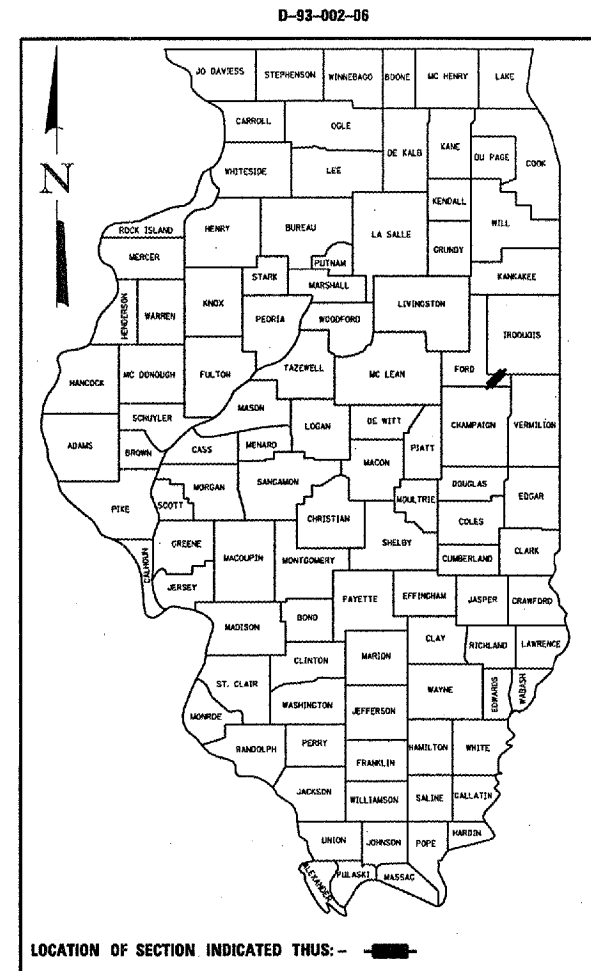 D-93-002-06
JO DAVIESS STEPHENSON WINNEBAGO BOONE MC HENRY LAKE
CARROLL OGLE DE KALB KANE DU PAGE COOK
WHITESIDE LEE KENDALL WILL
N
ROCK ISLAND HENRY BUREAU LA SALLE GRUNDY
MERCER PUTNAM KANKAKEE
STARK MARSHALL
HENDERSON WARREN KNOX PEORIA WOODFORD LIVINGSTON IROQUOIS
HANCOCK MC DONOUGH FULTON TAZEWELL MC LEAN FORD
MASON
SCHUYLER LOGAN DE WITT CHAMPAIGN VERMILION
ADAMS BROWN CASS MENARD MACON PIATT
MORGAN SANGAMON DOUGLAS EDGAR
PIKE SCOTT CHRISTIAN MOULTRIE COLES
GREENE MACOUPIN MONTGOMERY SHELBY CUMBERLAND CLARK
CALHOUN JERSEY
FAYETTE EFFINGHAM JASPER CRAWFORD
MADISON BOND
CLAY RICHLAND LAWRENCE
CLINTON MARION
ST. CLAIR WAYNE EDWARDS WABASH
WASHINGTON JEFFERSON
MONROE
RANDOLPH PERRY HAMILTON WHITE
FRANKLIN
JACKSON WILLIAMSON SALINE GALLATIN
UNION JOHNSON POPE HARDIN
ALEXANDER PULASKI MASSAC
LOCATION OF SECTION INDICATED THUS: -